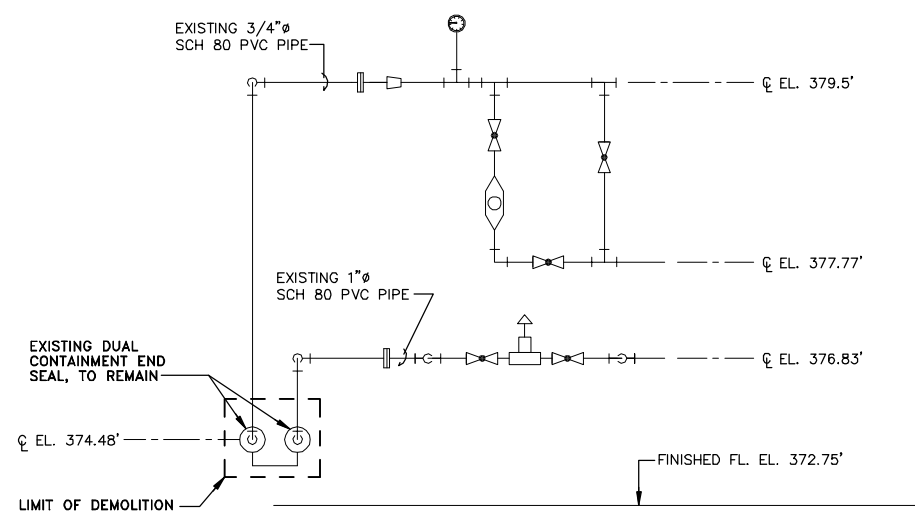 EXISTING 3/4"ø
SCH 80 PVC PIPE
℄ EL. 379.5'
℄ EL. 377.77'
EXISTING 1"ø
SCH 80 PVC PIPE
EXISTING DUAL
CONTAINMENT END
SEAL, TO REMAIN
℄ EL. 376.83'
℄ EL. 374.48'
FINISHED FL. EL. 372.75'
LIMIT OF DEMOLITION